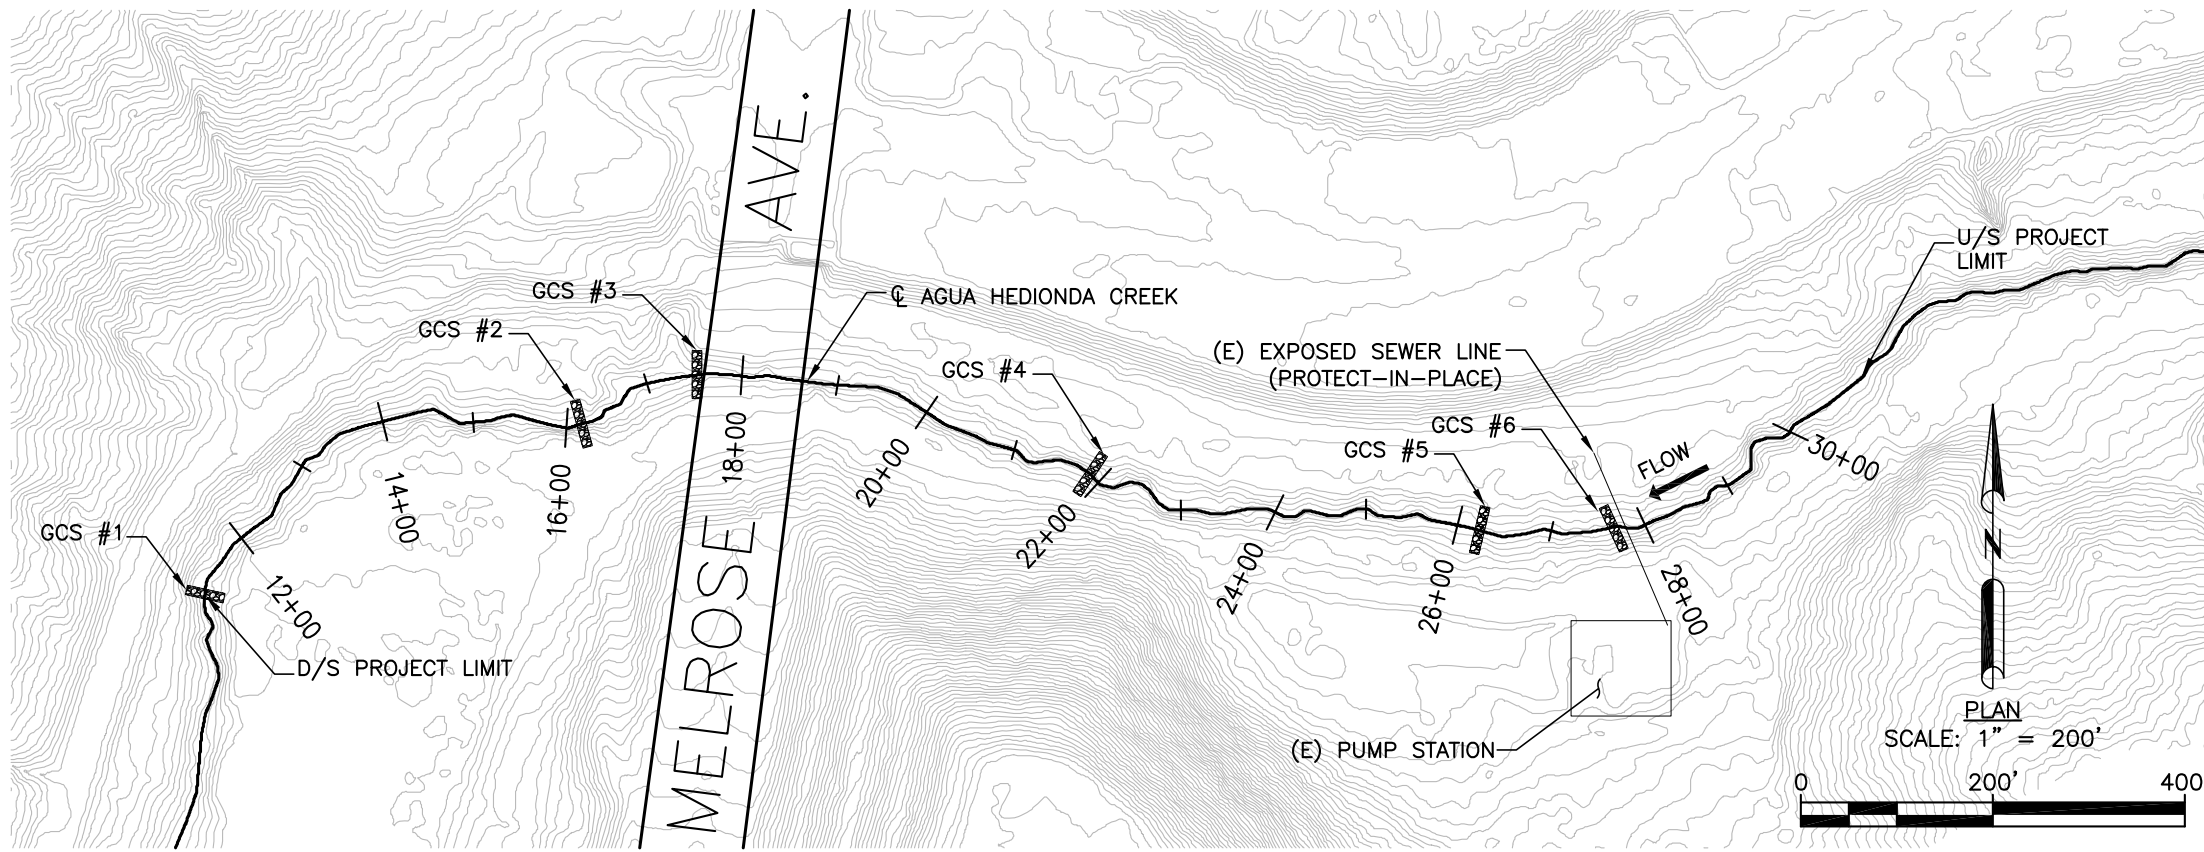 MELROSE AVE.
U/S PROJECT
LIMIT
GCS #3
℄ AGUA HEDIONDA CREEK
GCS #2
(E) EXPOSED SEWER LINE
(PROTECT-IN-PLACE)
GCS #4
GCS #6
GCS #5
FLOW
GCS #1
12+00
14+00
16+00
18+00
20+00
22+00
24+00
26+00
28+00
30+00
N
D/S PROJECT LIMIT
(E) PUMP STATION
PLAN
SCALE: 1" = 200'
0 200' 400